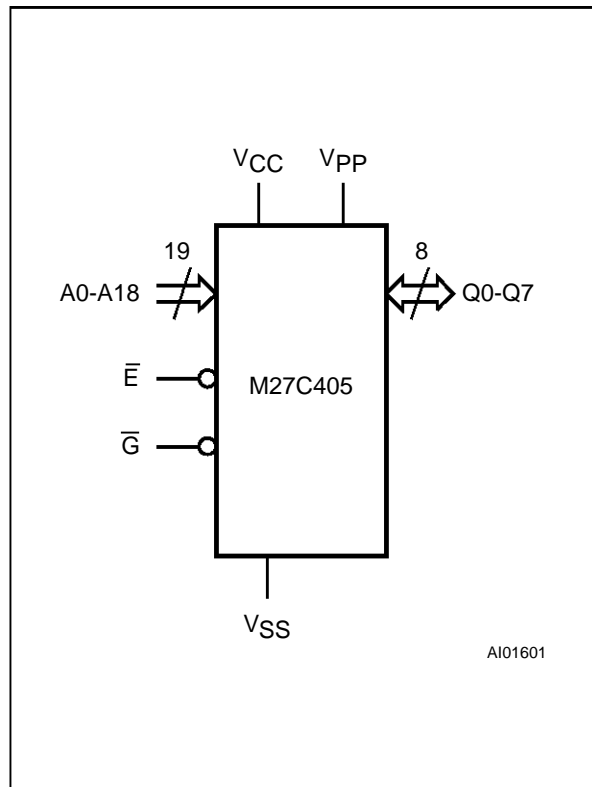 VCC VPP
19 8
A0-A18 Q0-Q7
E̅
M27C405
G̅
VSS
AI01601